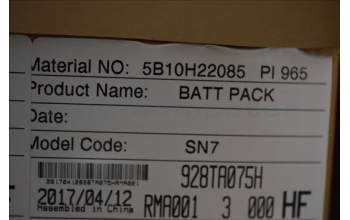 Material NO: 5B10H22085 PI 965
Product Name: BATT PACK
Date:
Model Code: SN7
928TA075H
2017/04/12 RMA001 3 000 HF
Assembled in China